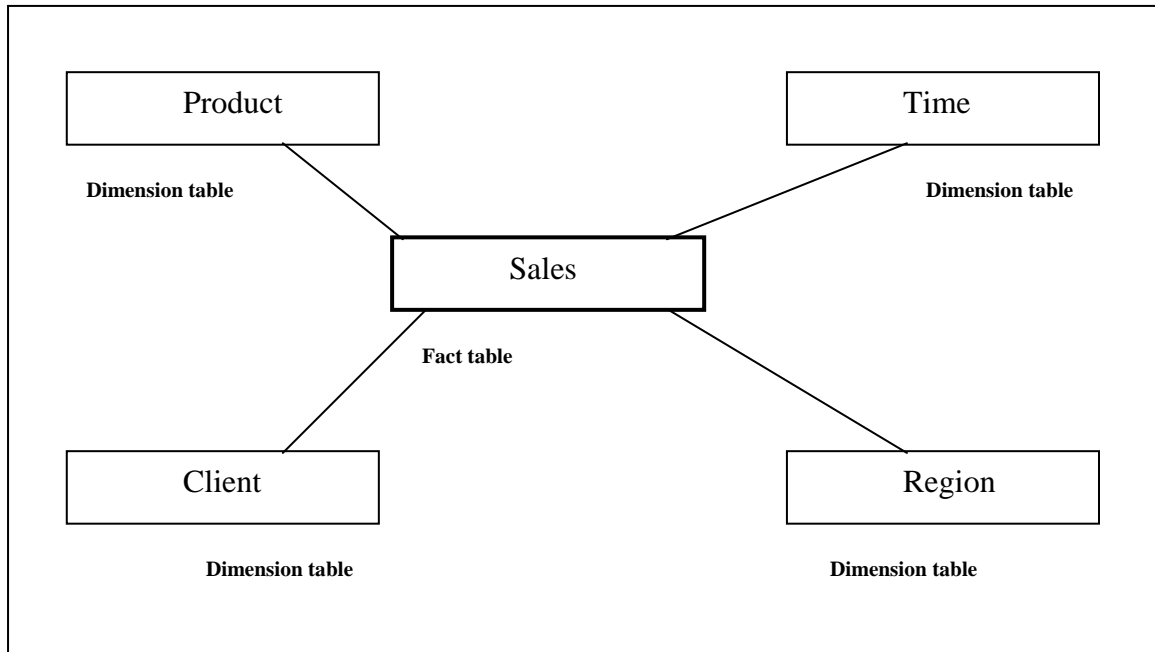 Product
Time
Dimension table
Dimension table
Sales
Fact table
Client
Region
Dimension table
Dimension table